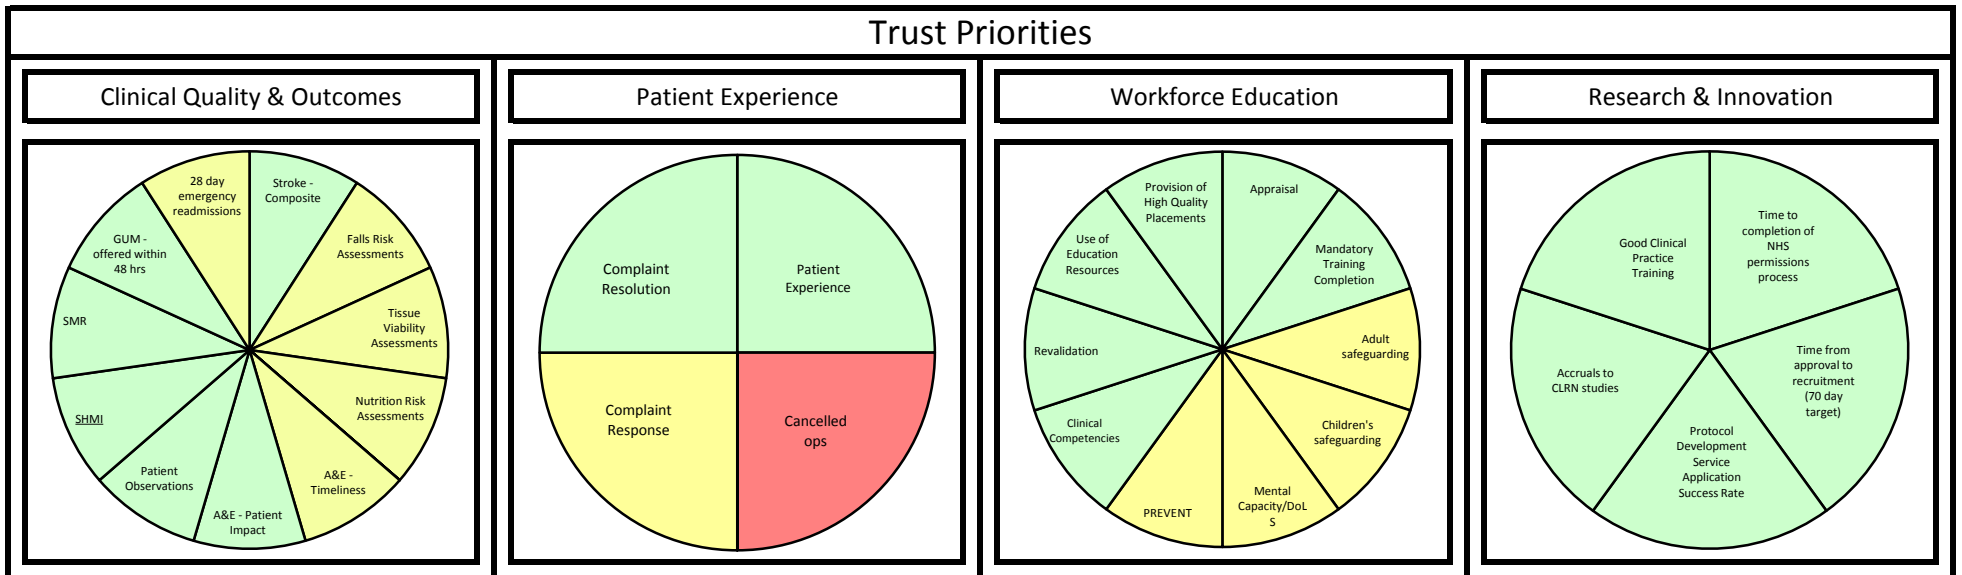 Trust Priorities
Clinical Quality & Outcomes
Patient Experience
Workforce Education
Research & Innovation
28 day
emergency
readmissions
Stroke -
Composite
Falls Risk
Assessments
Tissue
Viability
Assessments
Nutrition Risk
Assessments
A&E -
Timeliness
A&E - Patient
Impact
Patient
Observations
SHMI
SMR
GUM -
offered within
48 hrs
Complaint
Resolution
Patient
Experience
Complaint
Response
Cancelled
ops
Provision of
High Quality
Placements
Appraisal
Mandatory
Training
Completion
Adult
safeguarding
Children's
safeguarding
Mental
Capacity/DoL
S
PREVENT
Clinical
Competencies
Revalidation
Use of
Education
Resources
Good Clinical
Practice
Training
Time to
completion of
NHS
permissions
process
Time from
approval to
recruitment
(70 day
target)
Protocol
Development
Service
Application
Success Rate
Accruals to
CLRN studies